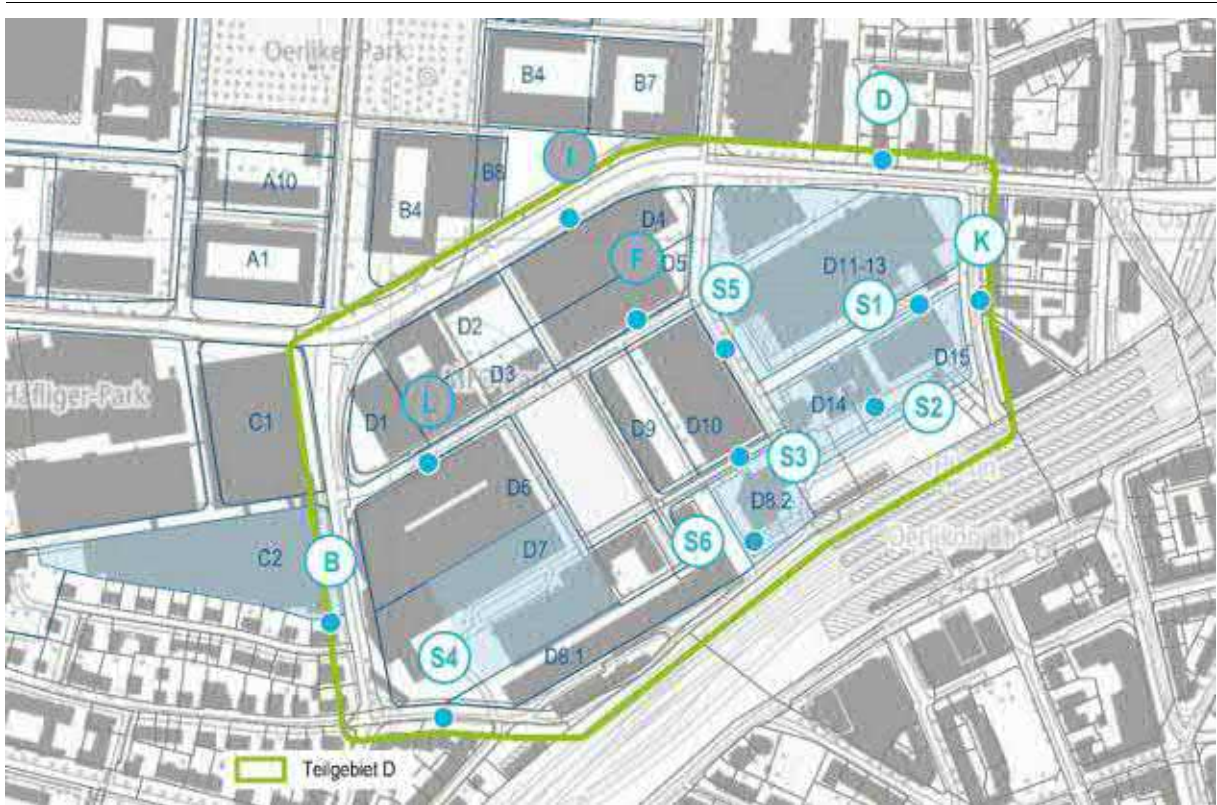 Oerliker Park
B4
B7
D
I
B8
A10
B4
K
D4
A1
F
D5
D11-13
S5
S1
D2
D3
D15
Häfliger-Park
L
C1
D1
D14
S2
D9
D10
S3
D6
D8.2
C2
B
D7
S6
S4
D8.1
Teilgebiet D